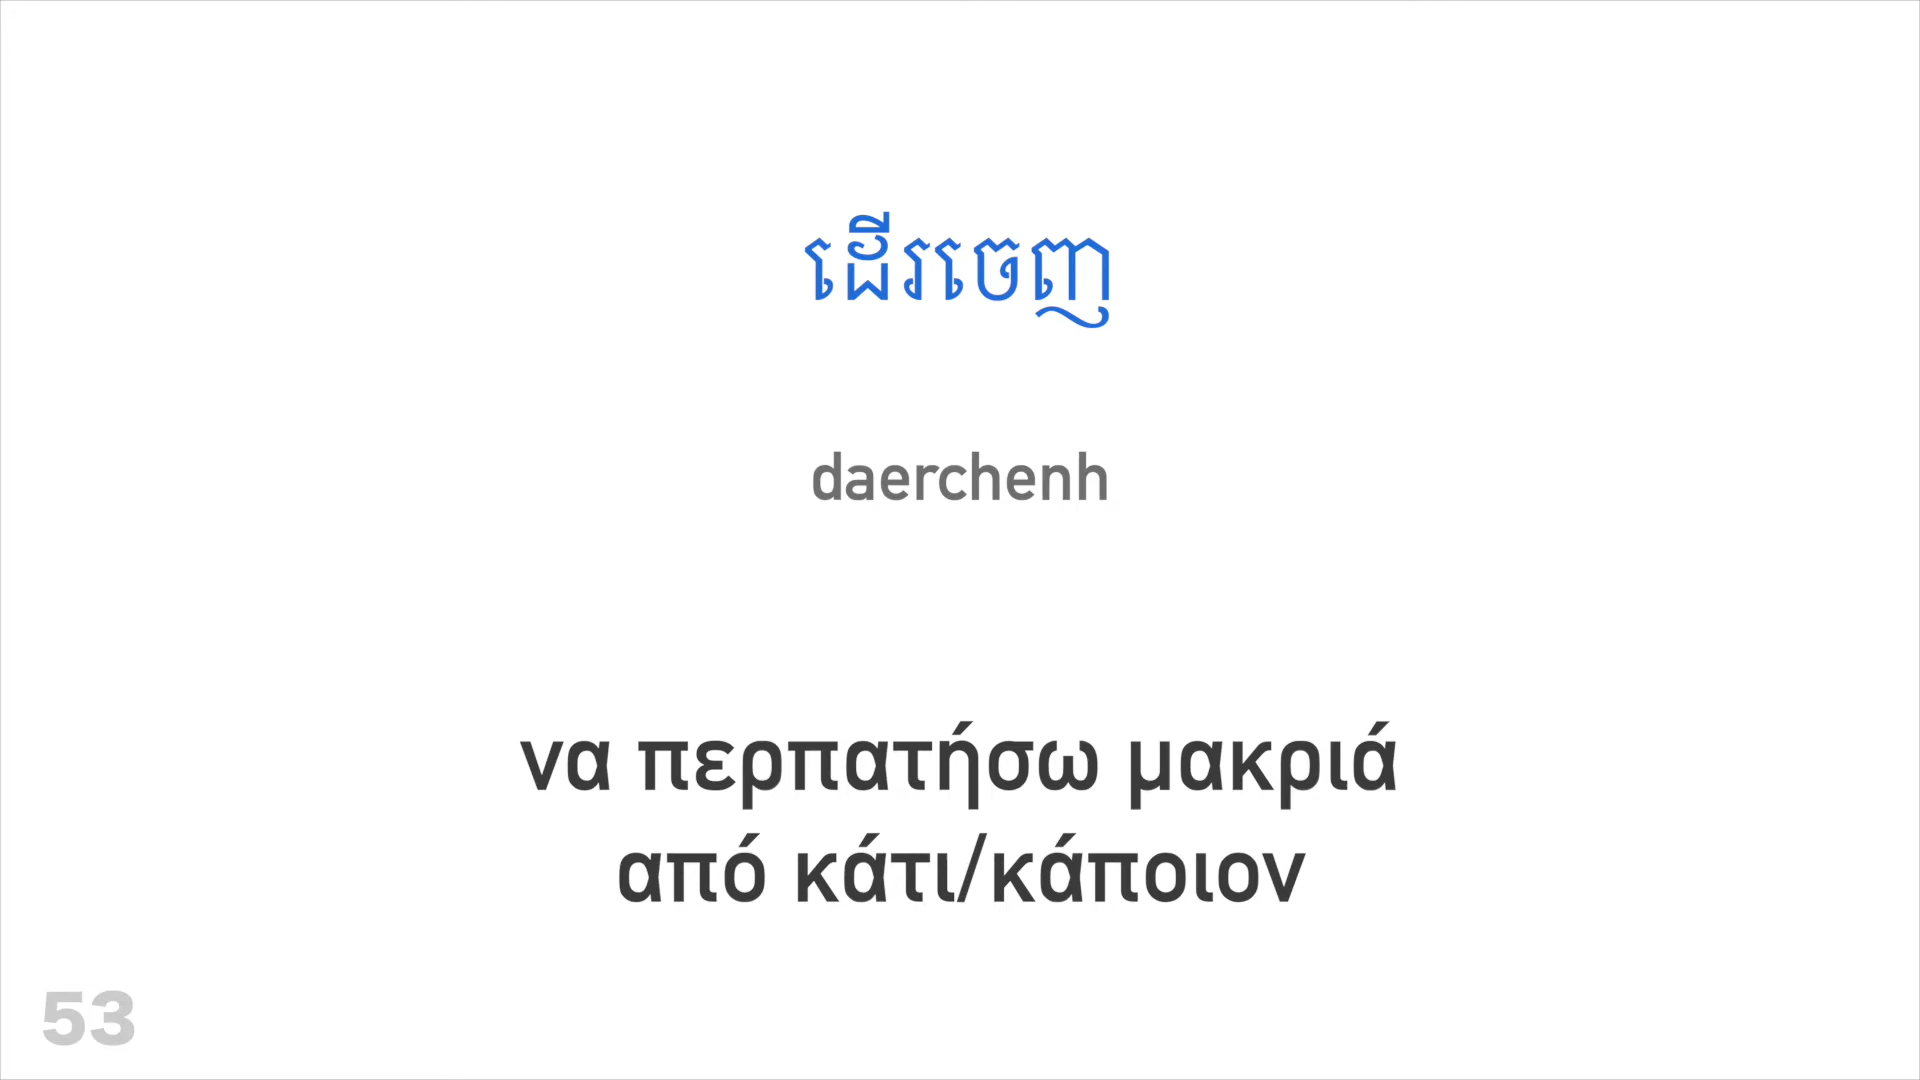 ដើរចេញ
daerchenh
να περπατήσω μακριά
από κάτι/κάποιον
53